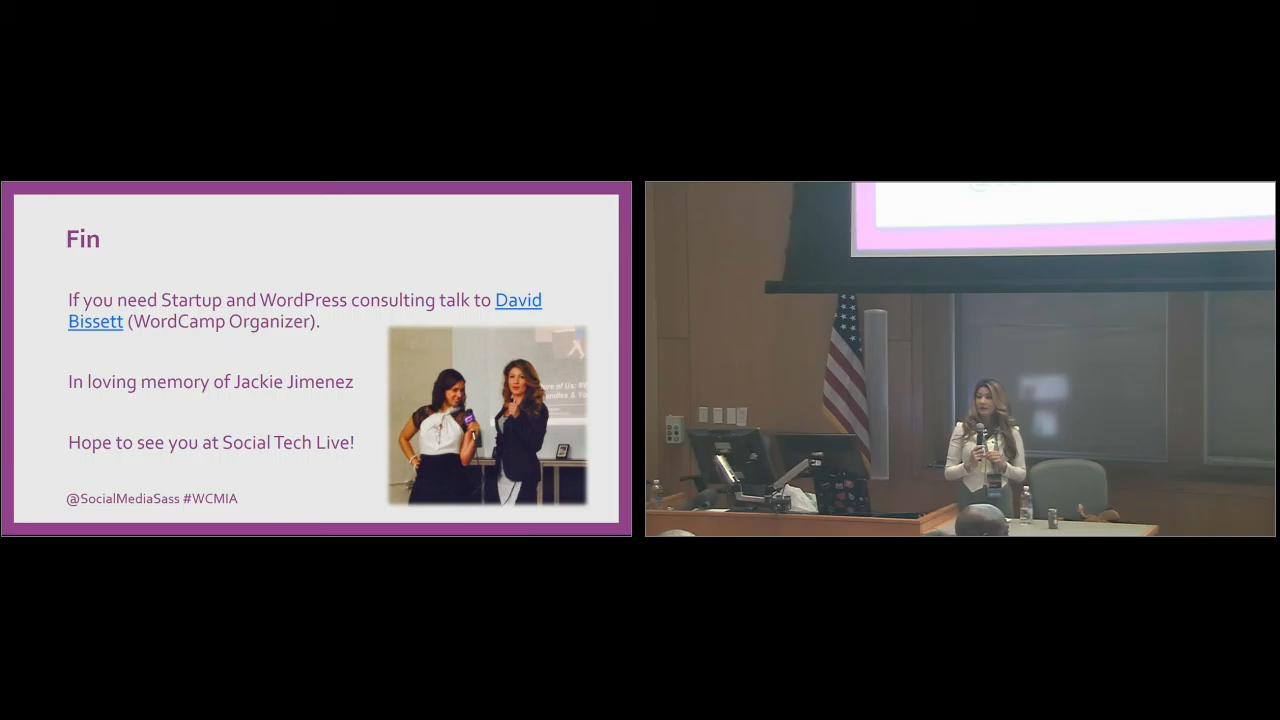 Fin
If you need Startup and WordPress consulting talk to David
Bissett (WordCamp Organizer).
In loving memory of Jackie Jimenez
Hope to see you at Social Tech Live!
@SocialMediaSass #WCMIA